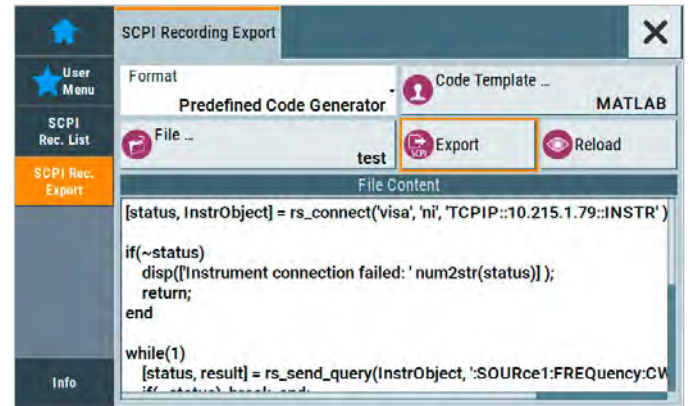 SCPI Recording Export
User
Menu
SCPI
Rec. List
SCPI Rec.
Export
Info
Format
Predefined Code Generator
Code Template ...
MATLAB
File ...
test
SCPI
Export
Reload
File Content
[status, InstrObject] = rs_connect('visa', 'ni', 'TCPIP::10.215.1.79::INSTR' )
if(~status)
disp(['Instrument connection failed: ' num2str(status)] );
return;
end
while(1)
[status, result] = rs_send_query(InstrObject, ':SOURce1:FREQuency:CW